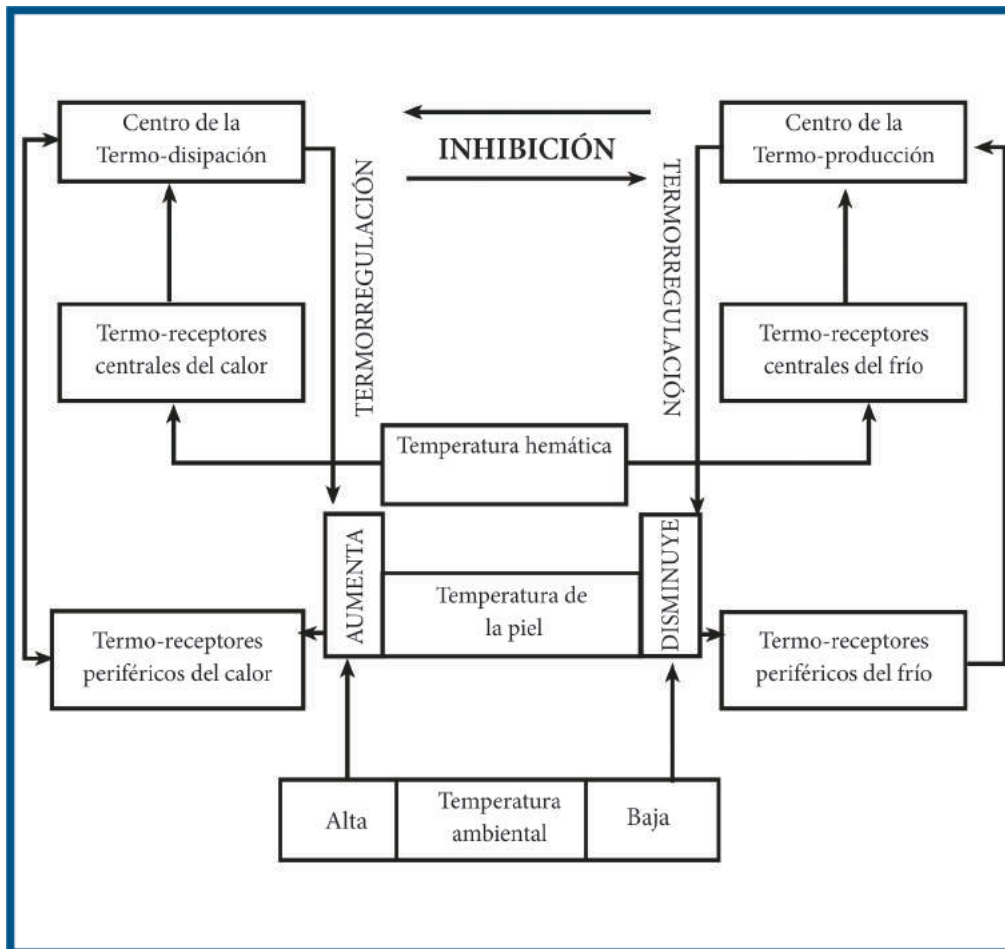 Centro de la
Termo-disipación
INHIBICIÓN
Centro de la
Termo-producción
TERMORREGULACIÓN
TERMORREGULACIÓN
Termo-receptores
centrales del calor
Termo-receptores
centrales del frío
Temperatura hemática
AUMENTA
Temperatura de
la piel
DISMINUYE
Termo-receptores
periféricos del calor
Termo-receptores
periféricos del frío
Alta
Temperatura
ambiental
Baja